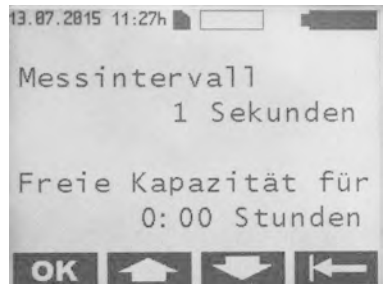 13.07.2015 11:27h
Messintervall
1 Sekunden
Freie Kapazität für
0:00 Stunden
OK